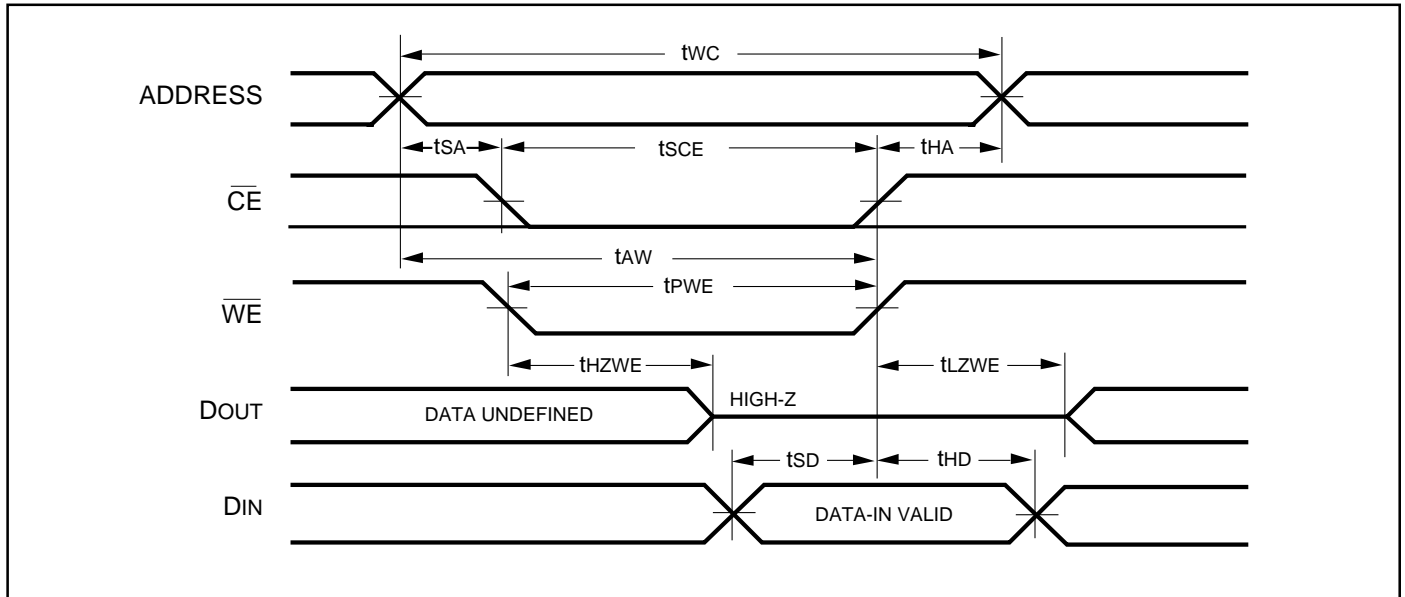 tWC
ADDRESS
tSA
tSCE
tHA
CE
tAW
tPWE
WE
tHZWE
tLZWE
DOUT
DATA UNDEFINED
HIGH-Z
tSD
tHD
DIN
DATA-IN VALID